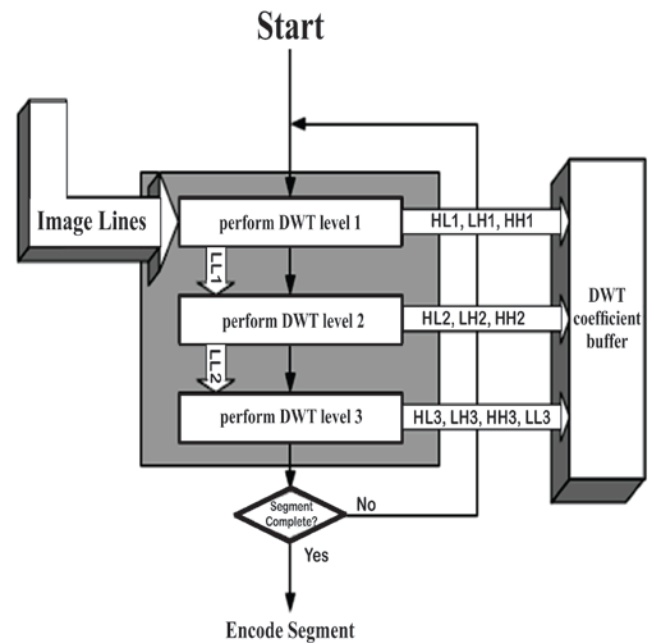 Start
Image Lines
perform DWT level 1
HL1, LH1, HH1
LL1
perform DWT level 2
HL2, LH2, HH2
DWT
coefficient
buffer
LL2
perform DWT level 3
HL3, LH3, HH3, LL3
Segment
Complete?
No
Yes
Encode Segment